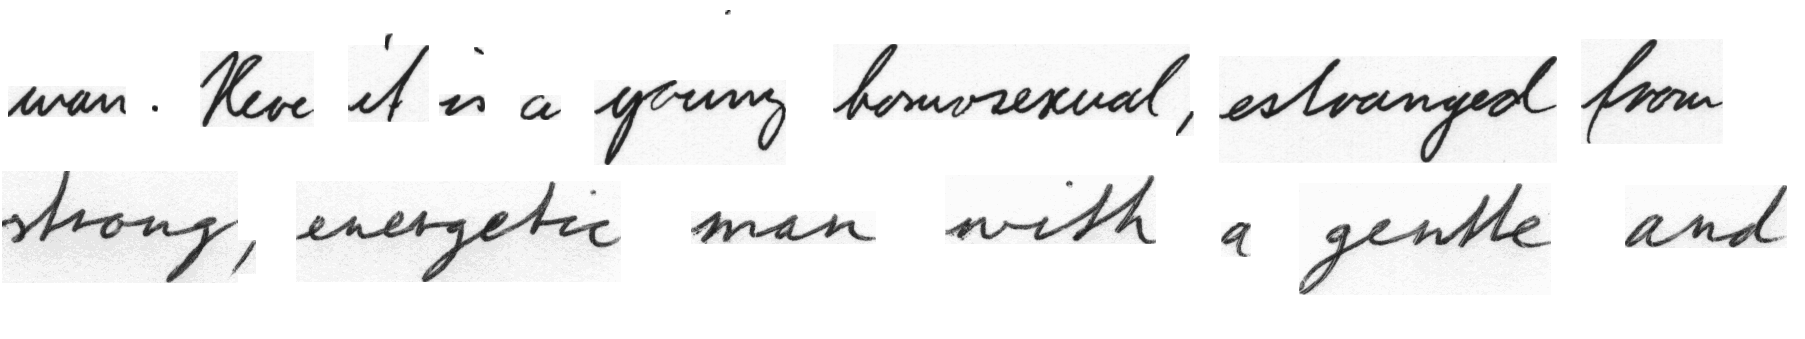 man. Here it is a young homosexual, estranged from
strong, energetic man with a gentle and